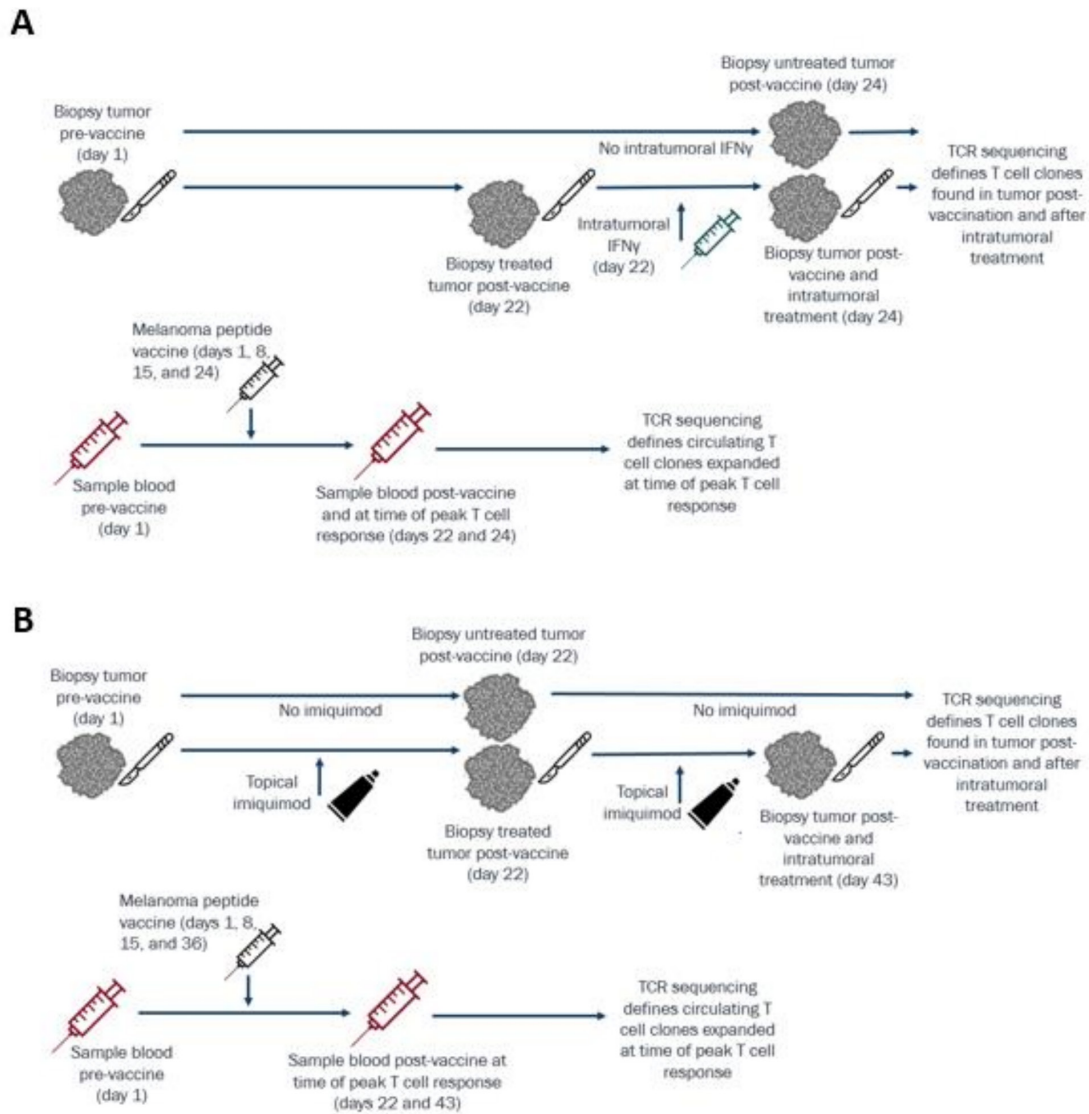 A
Biopsy tumor
pre-vaccine
(day 1)
Biopsy untreated tumor
post-vaccine (day 24)
No intratumoral IFNγ
Biopsy treated
tumor post-vaccine
(day 22)
Intratumoral
IFNγ
(day 22)
Biopsy tumor post-
vaccine and
intratumoral
treatment (day 24)
TCR sequencing
defines T cell clones
found in tumor post-
vaccination and after
intratumoral
treatment
Melanoma peptide
vaccine (days 1, 8,
15, and 24)
Sample blood
pre-vaccine
(day 1)
Sample blood post-vaccine
and at time of peak T cell
response (days 22 and 24)
TCR sequencing
defines circulating T
cell clones expanded
at time of peak T cell
response
B
Biopsy tumor
pre-vaccine
(day 1)
Biopsy untreated tumor
post-vaccine (day 22)
No imiquimod
No imiquimod
Topical
imiquimod
Biopsy treated
tumor post-vaccine
(day 22)
Topical
imiquimod
Biopsy tumor post-
vaccine and
intratumoral
treatment (day 43)
TCR sequencing
defines T cell clones
found in tumor post-
vaccination and after
intratumoral
treatment
Melanoma peptide
vaccine (days 1, 8,
15, and 36)
Sample blood
pre-vaccine
(day 1)
Sample blood post-vaccine at
time of peak T cell response
(days 22 and 43)
TCR sequencing
defines circulating T
cell clones expanded
at time of peak T cell
response